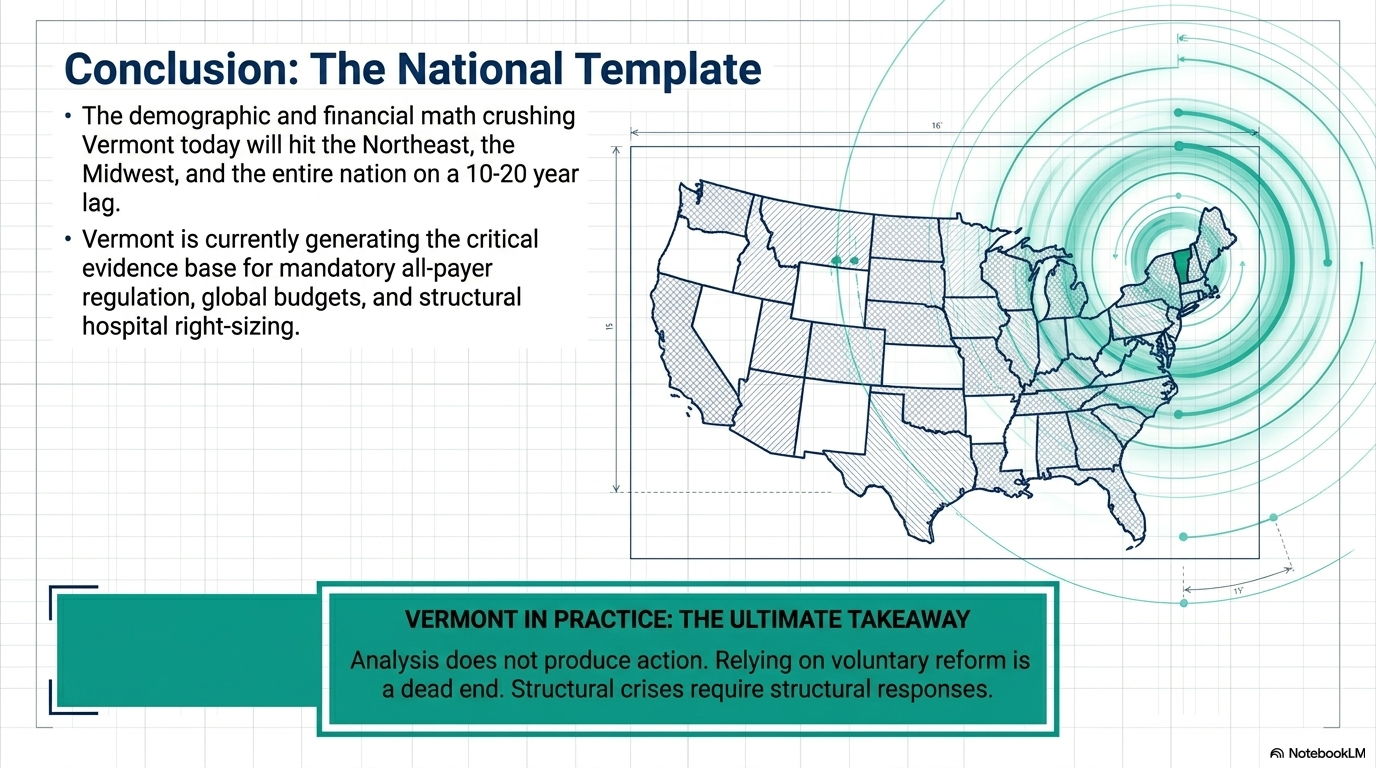 Conclusion: The National Template
• The demographic and financial math crushing
Vermont today will hit the Northeast, the
Midwest, and the entire nation on a 10-20 year
lag.
• Vermont is currently generating the critical
evidence base for mandatory all-payer
regulation, global budgets, and structural
hospital right-sizing.
16'
15
1Y'
VERMONT IN PRACTICE: THE ULTIMATE TAKEAWAY
Analysis does not produce action. Relying on voluntary reform is
a dead end. Structural crises require structural responses.
NotebookLM